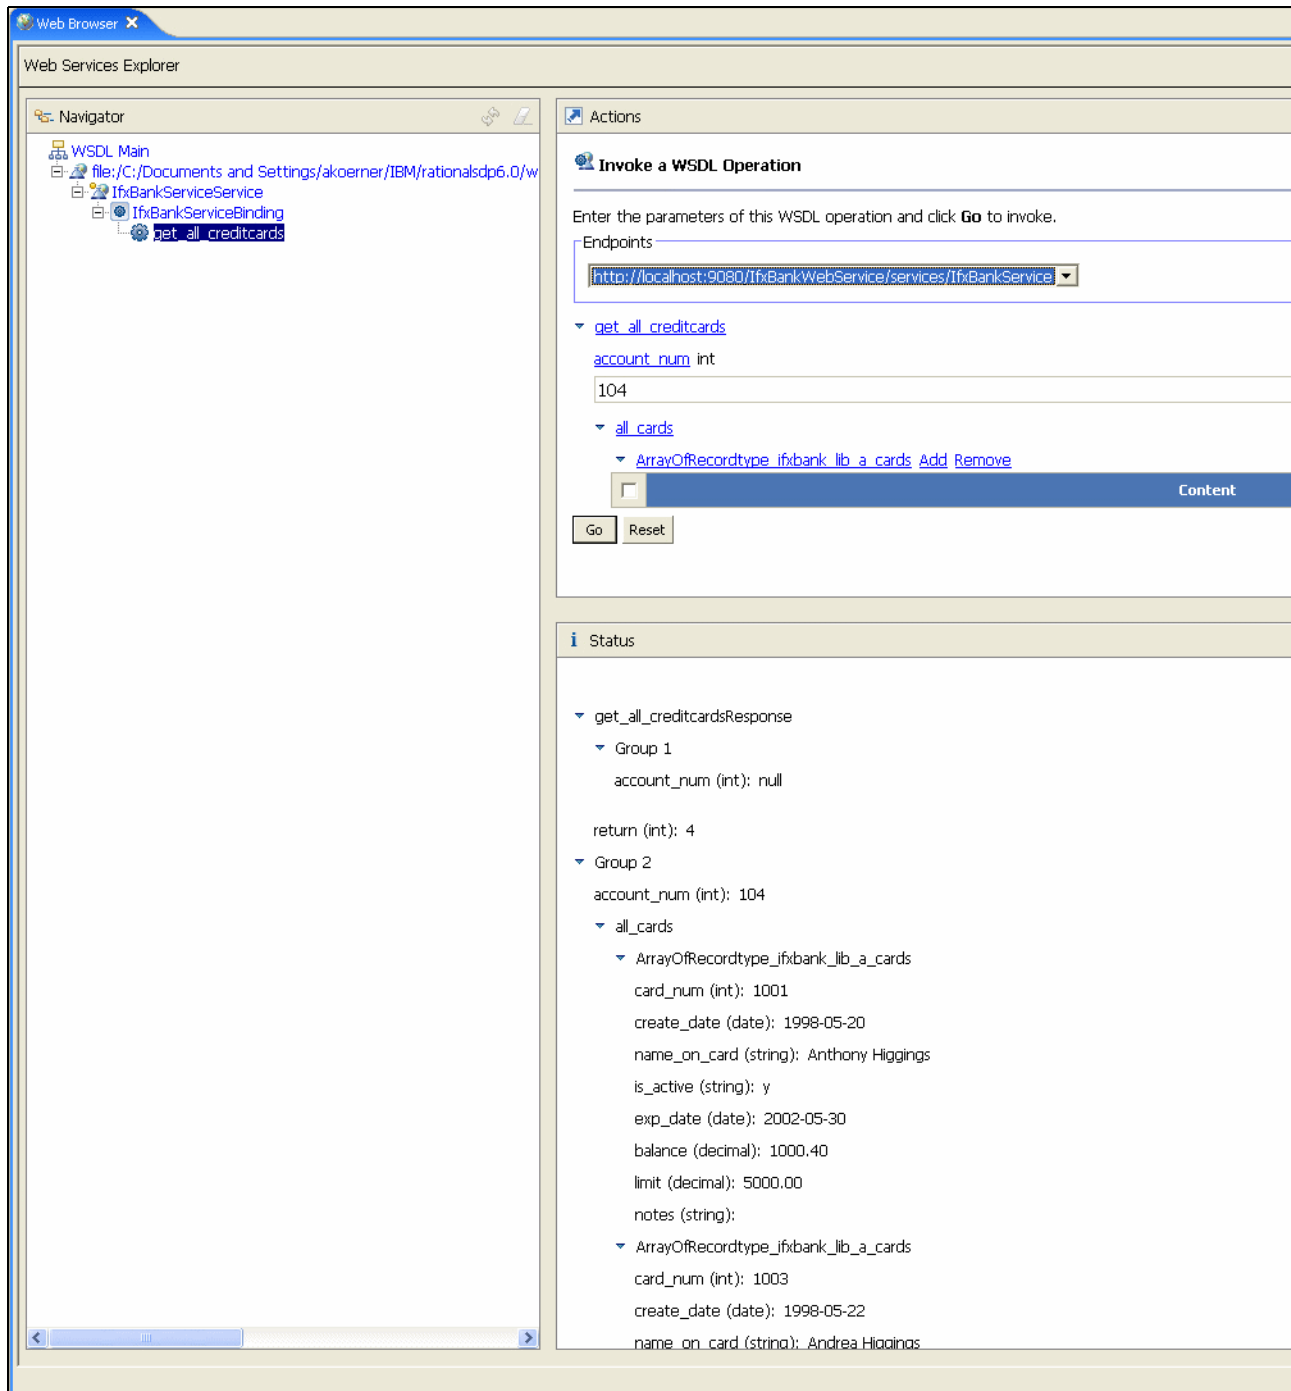 Web Browser
Web Services Explorer
Navigator
WSDL Main
file:/C:/Documents and Settings/akoerner/IBM/rationalsdp6.0/w
IfxBankServiceService
IfxBankServiceBinding
get_all_creditcards
Actions
Invoke a WSDL Operation
Enter the parameters of this WSDL operation and click Go to invoke.
Endpoints
http://localhost:9080/IfxBankWebService/services/IfxBankService
get_all_creditcards
account_num int
104
all_cards
ArrayOfRecordtype_ifxbank_lib_a_cards Add Remove
Content
Go Reset
i Status
get_all_creditcardsResponse
Group 1
account_num (int): null
return (int): 4
Group 2
account_num (int): 104
all_cards
ArrayOfRecordtype_ifxbank_lib_a_cards
card_num (int): 1001
create_date (date): 1998-05-20
name_on_card (string): Anthony Higgings
is_active (string): y
exp_date (date): 2002-05-30
balance (decimal): 1000.40
limit (decimal): 5000.00
notes (string):
ArrayOfRecordtype_ifxbank_lib_a_cards
card_num (int): 1003
create_date (date): 1998-05-22
name_on_card (string): Andrea Higgings